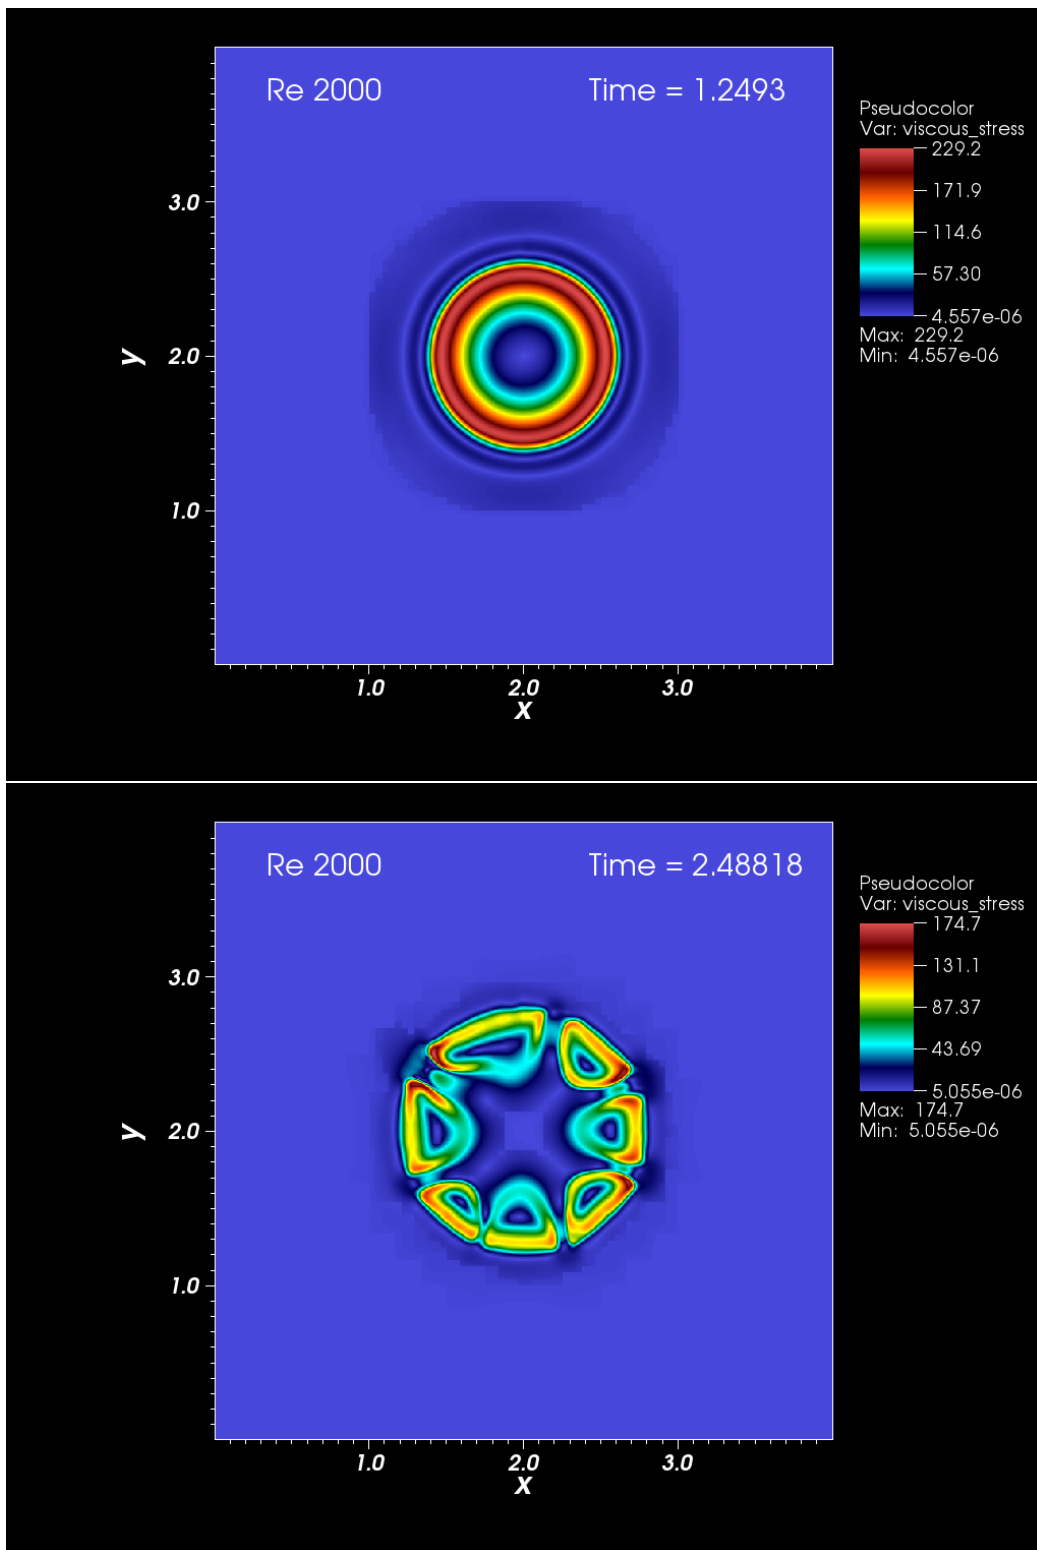 Re 2000 Time = 1.2493
Pseudocolor
Var: viscous_stress
229.2
171.9
114.6
57.30
4.557e-06
Max: 229.2
Min: 4.557e-06
3.0
2.0
1.0
y
1.0 2.0 3.0
x
Re 2000 Time = 2.48818
Pseudocolor
Var: viscous_stress
174.7
131.1
87.37
43.69
5.055e-06
Max: 174.7
Min: 5.055e-06
3.0
2.0
1.0
y
1.0 2.0 3.0
x